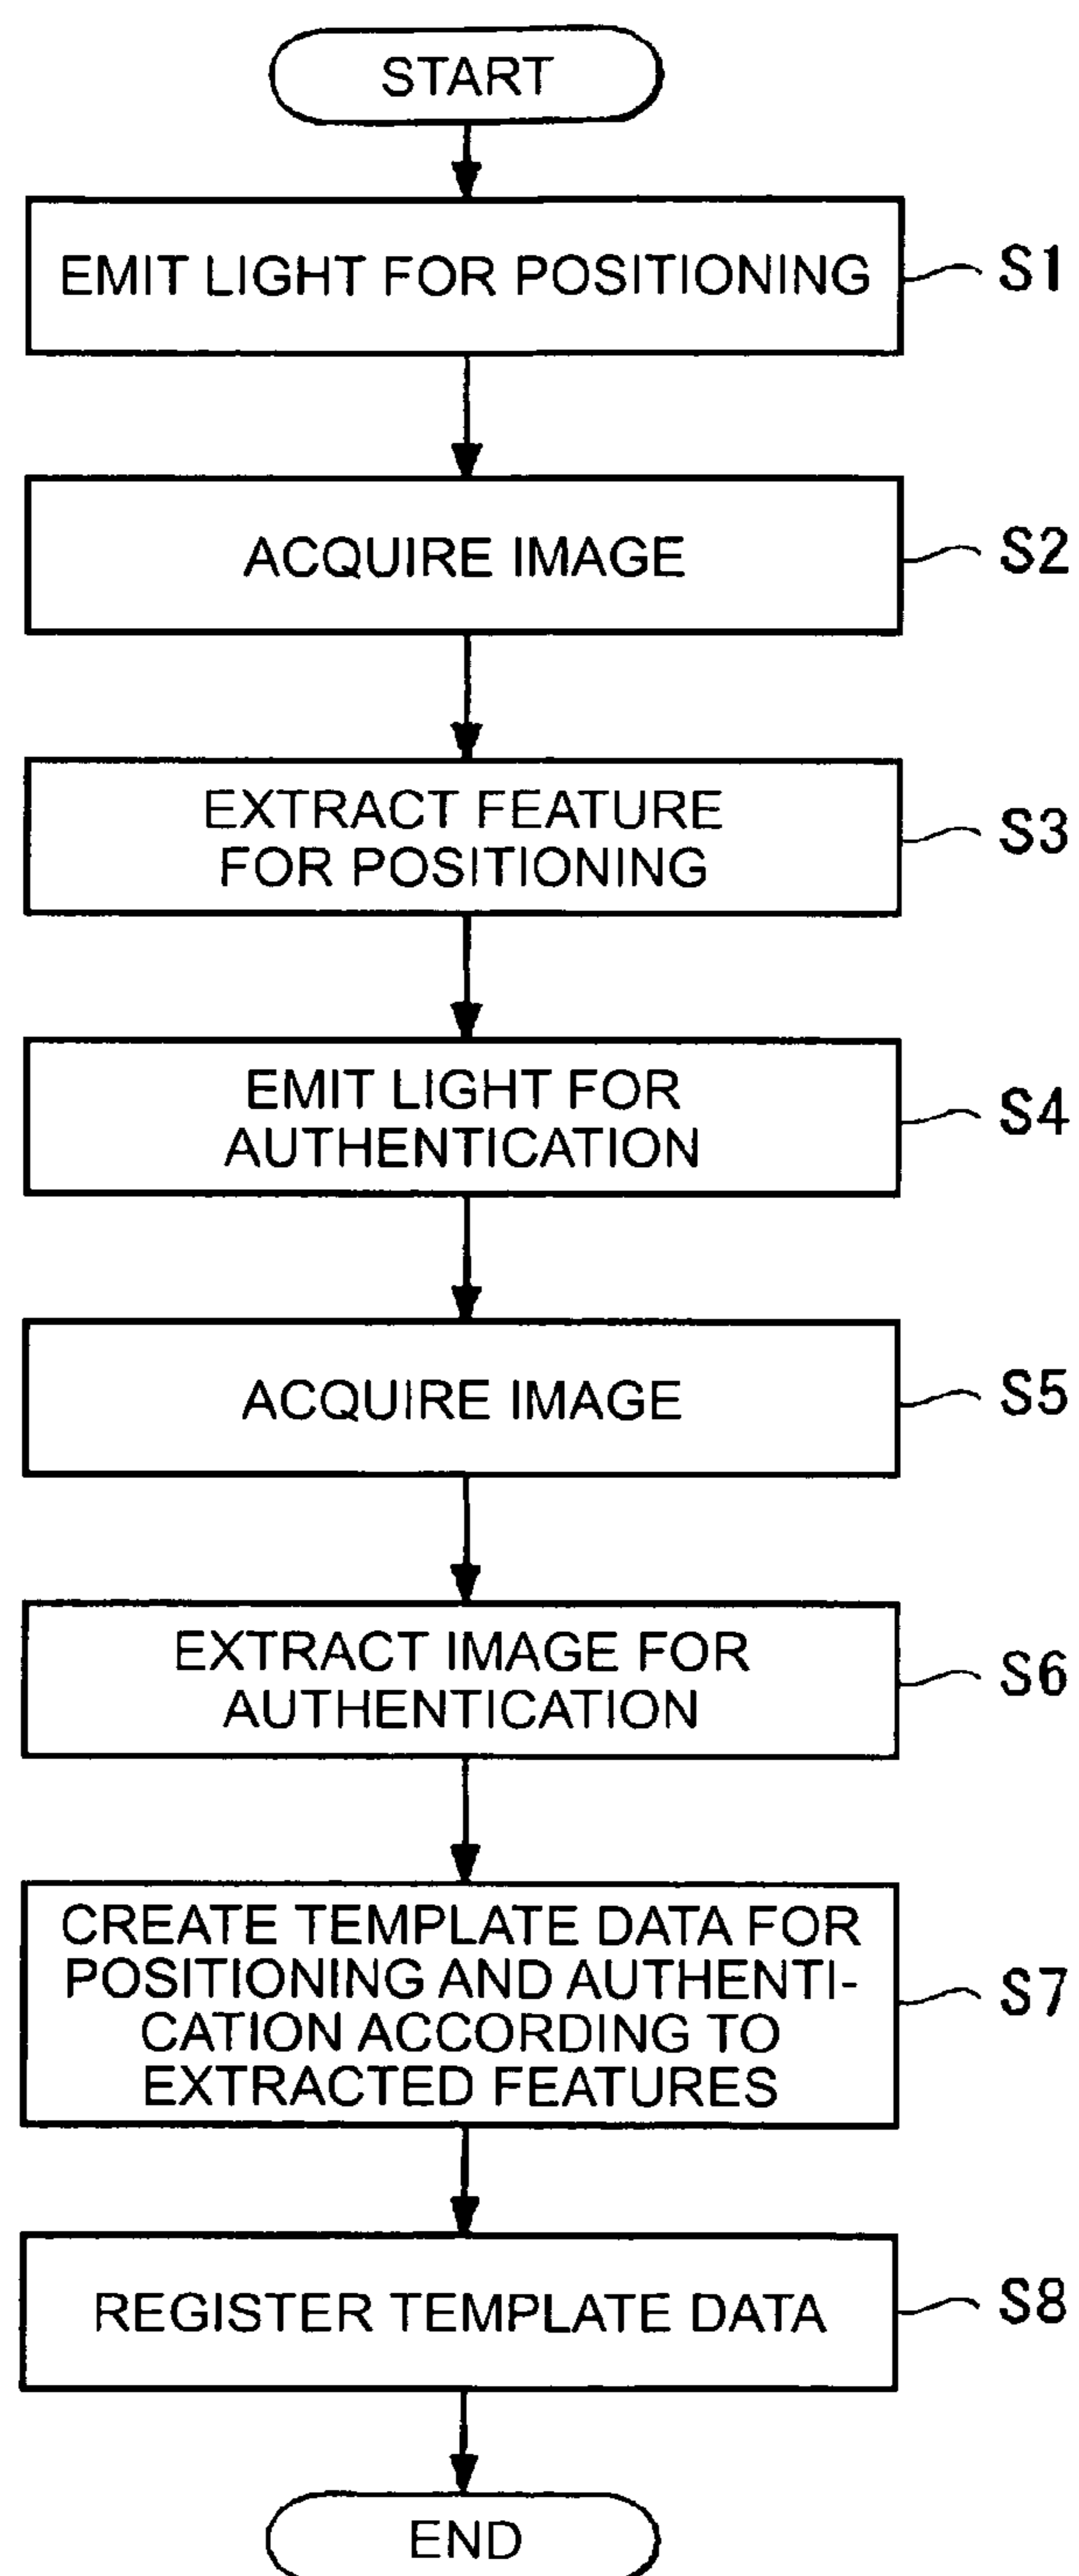 START
EMIT LIGHT FOR POSITIONING
S1
ACQUIRE IMAGE
S2
EXTRACT FEATURE
FOR POSITIONING
S3
EMIT LIGHT FOR
AUTHENTICATION
S4
ACQUIRE IMAGE
S5
EXTRACT IMAGE FOR
AUTHENTICATION
S6
CREATE TEMPLATE DATA FOR
POSITIONING AND AUTHENTI-
CATION ACCORDING TO
EXTRACTED FEATURES
S7
REGISTER TEMPLATE DATA
S8
END